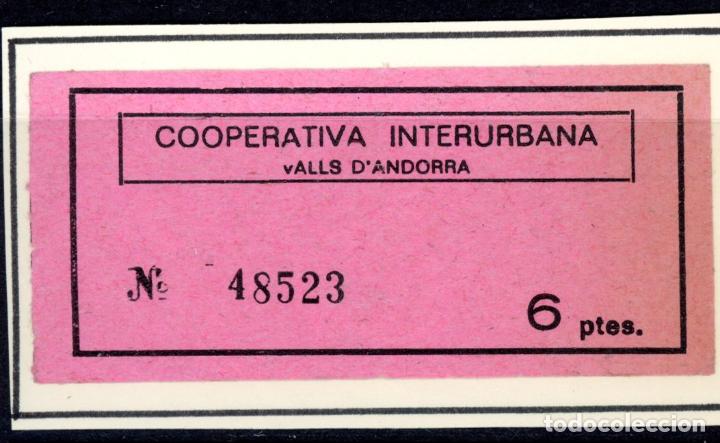 COOPERATIVA INTERURBANA
vALLS D'ANDORRA
Nº 48523
6 ptes.
todocoleccion